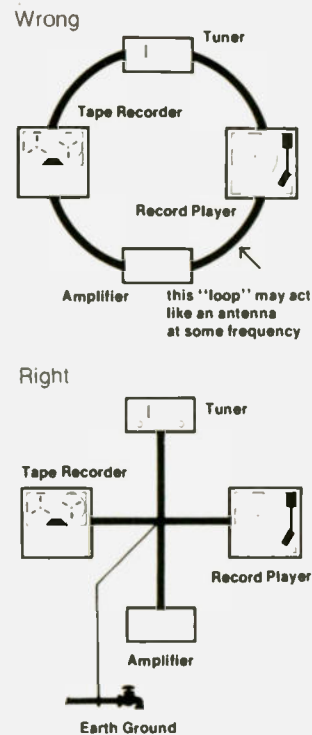 Wrong
Tuner
Tape Recorder
Record Player
Amplifier
this "loop" may act
like an antenna
at some frequency
Right
Tuner
Tape Recorder
Record Player
Amplifier
Earth Ground